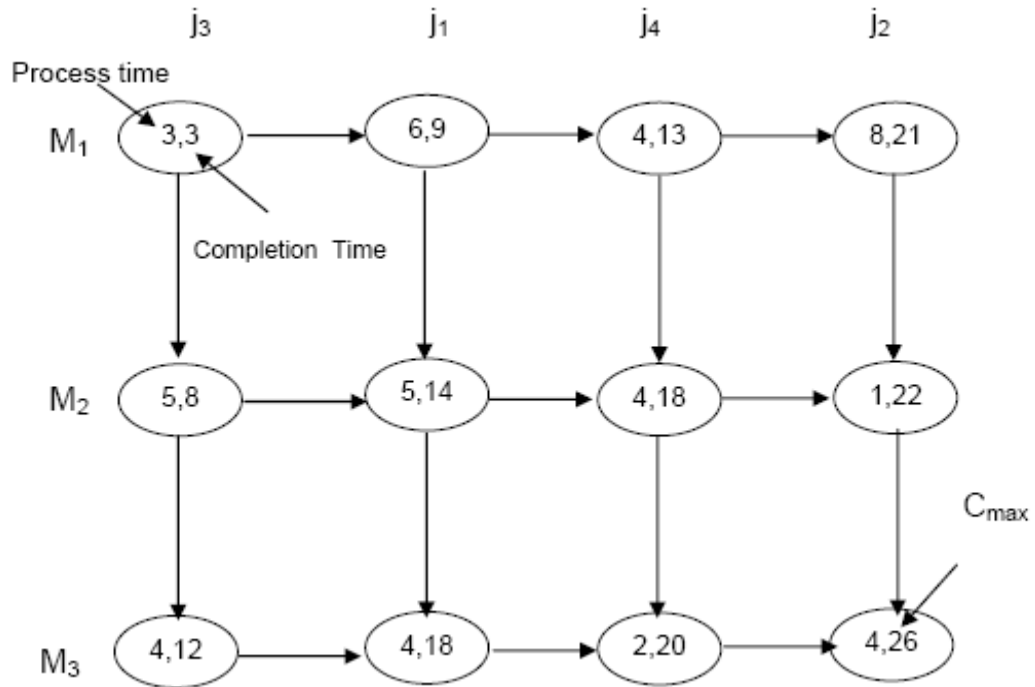 j₃ j₁ j₄ j₂
Process time
M₁ 3,3 6,9 4,13 8,21
Completion Time
M₂ 5,8 5,14 4,18 1,22
Cₘₐₓ
M₃ 4,12 4,18 2,20 4,26